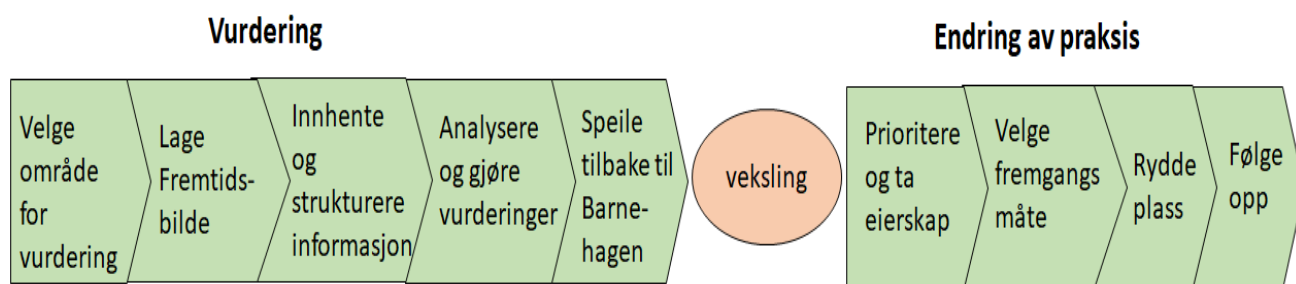 Vurdering
Endring av praksis
Velge
område
for
vurdering
Lage
Fremtids-
bilde
Innhente
og
strukturere
informasjon
Analysere
og gjøre
vurderinger
Speile
tilbake til
Barne-
hagen
veksling
Prioritere
og ta
eierskap
Velge
fremgangs
måte
Rydde
plass
Følge
opp